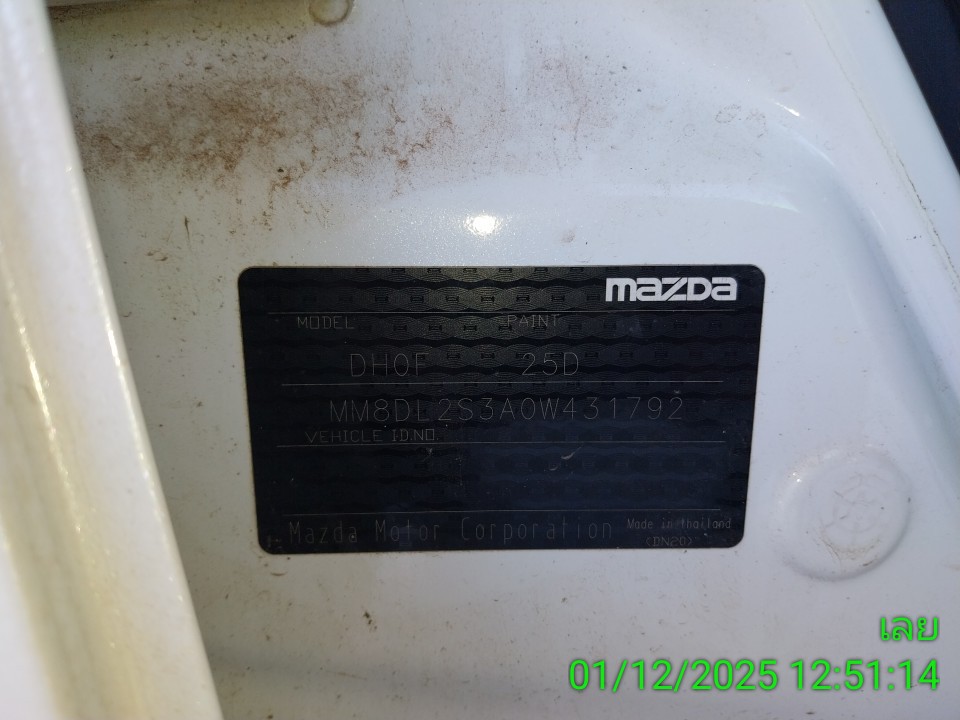 mazda
MODEL PAINT
DH0F 25D
MM8DL2S3A0W431792
VEHICLE ID.NO.
Mazda Motor Corporation Made in Thailand
(DN20)
เลย
01/12/2025 12:51:14